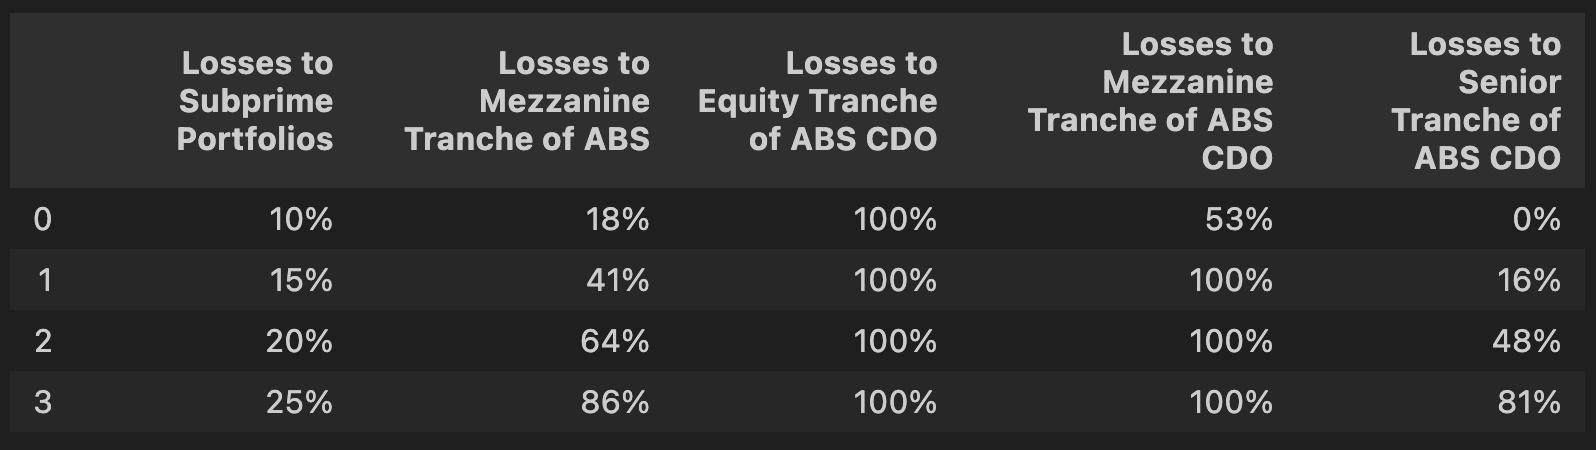 Losses to Subprime Portfolios Losses to Mezzanine Tranche of ABS Losses to Equity Tranche of ABS CDO Losses to Mezzanine Tranche of ABS CDO Losses to Senior Tranche of ABS CDO
0 10% 18% 100% 53% 0%
1 15% 41% 100% 100% 16%
2 20% 64% 100% 100% 48%
3 25% 86% 100% 100% 81%